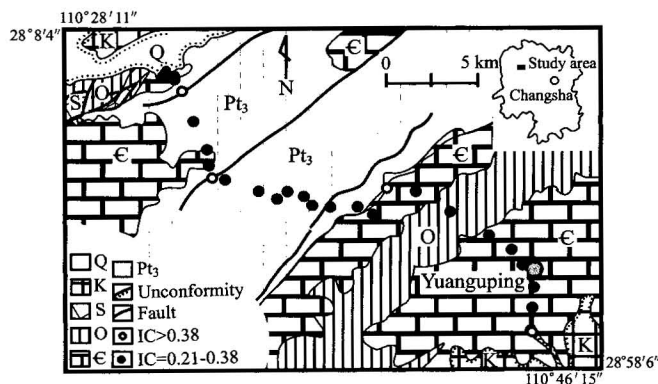 110°28′11″
28°8′4″
K
Є
Q
S O
N
0 5 km
Study area
Changsha
Pt₃
Pt₃
Є
Є
O
Є
Yuanguping
K
K
Q Pt₃
K Unconformity
S Fault
O IC>0.38
Є IC=0.21-0.38
28°58′6″
110°46′15″